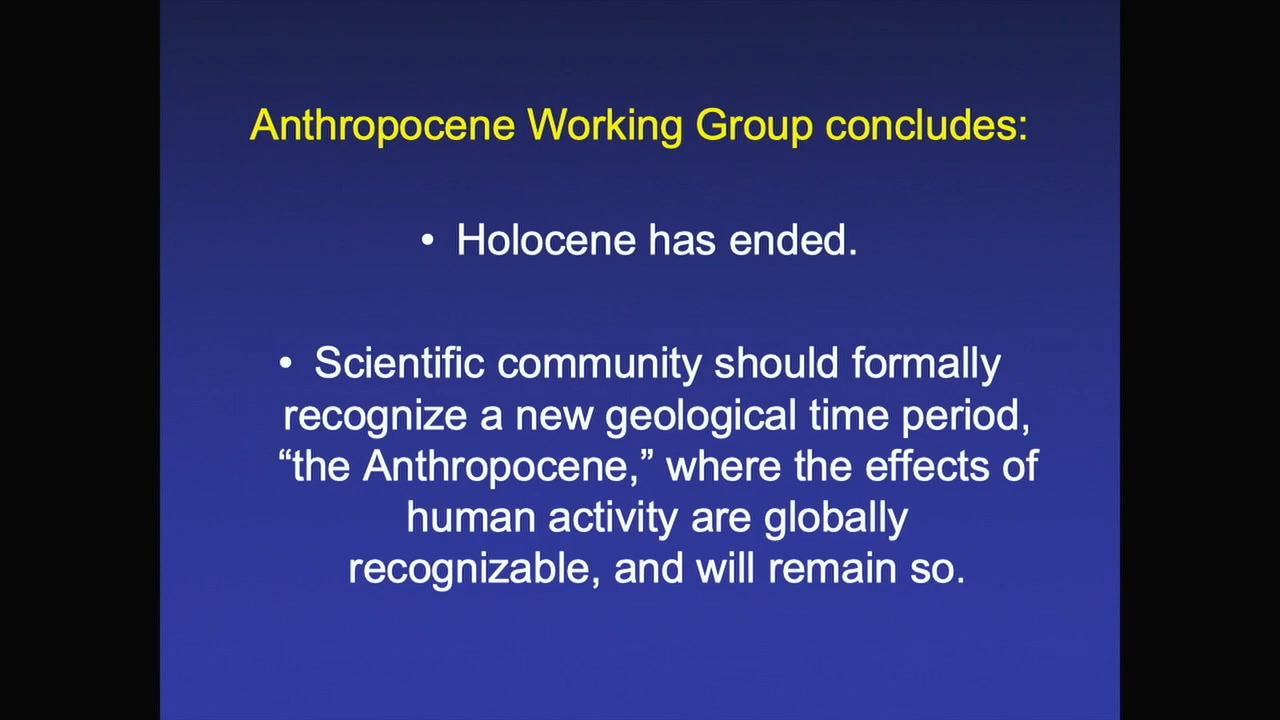 Anthropocene Working Group concludes:
• Holocene has ended.
• Scientific community should formally
recognize a new geological time period,
“the Anthropocene,” where the effects of
human activity are globally
recognizable, and will remain so.